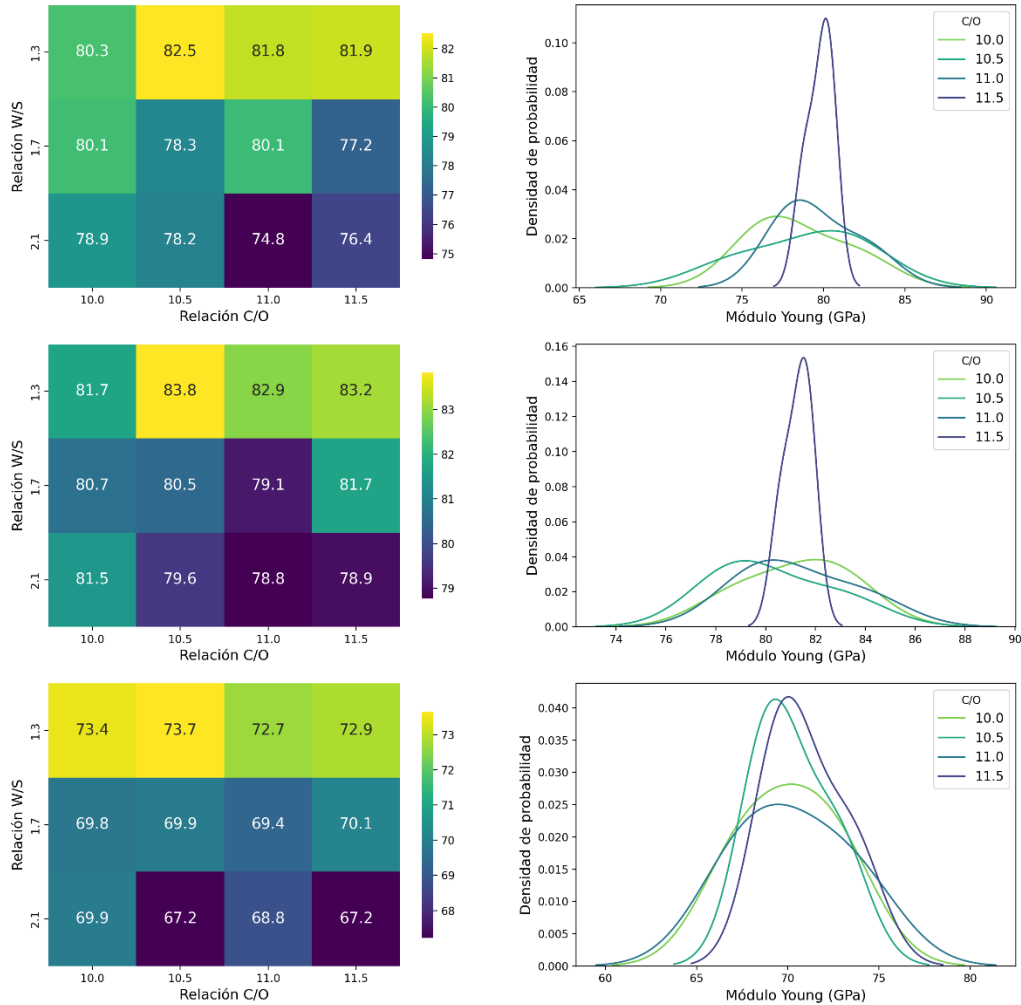 1.3 80.3 82.5 81.8 81.9
1.7 80.1 78.3 80.1 77.2
2.1 78.9 78.2 74.8 76.4
10.0 10.5 11.0 11.5
Relación C/O
Relación W/S
82
81
80
79
78
77
76
75
0.10
0.08
0.06
0.04
0.02
0.00
65 70 75 80 85 90
Módulo Young (GPa)
Densidad de probabilidad
C/O
10.0
10.5
11.0
11.5
1.3 81.7 83.8 82.9 83.2
1.7 80.7 80.5 79.1 81.7
2.1 81.5 79.6 78.8 78.9
10.0 10.5 11.0 11.5
Relación C/O
Relación W/S
83
82
81
80
79
0.16
0.14
0.12
0.10
0.08
0.06
0.04
0.02
0.00
74 76 78 80 82 84 86 88 90
Módulo Young (GPa)
Densidad de probabilidad
C/O
10.0
10.5
11.0
11.5
1.3 73.4 73.7 72.7 72.9
1.7 69.8 69.9 69.4 70.1
2.1 69.9 67.2 68.8 67.2
10.0 10.5 11.0 11.5
Relación C/O
Relación W/S
73
72
71
70
69
68
0.040
0.035
0.030
0.025
0.020
0.015
0.010
0.005
0.000
60 65 70 75 80
Módulo Young (GPa)
Densidad de probabilidad
C/O
10.0
10.5
11.0
11.5